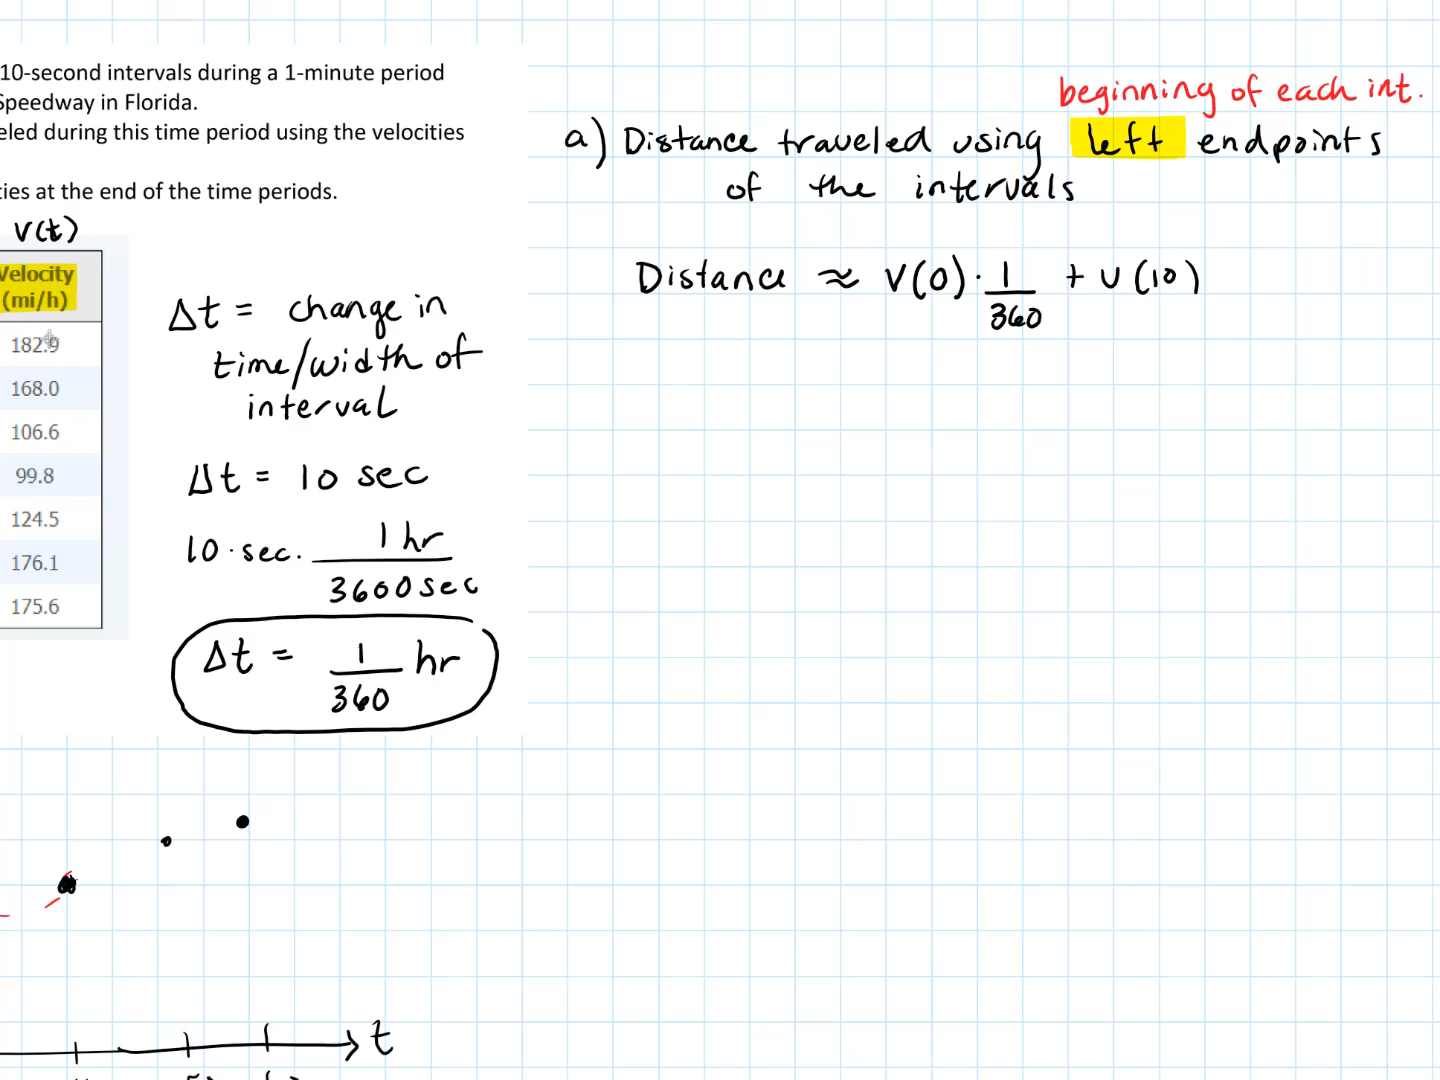 10-second intervals during a 1-minute period
Speedway in Florida.
eled during this time period using the velocities
ties at the end of the time periods.
v(t)
Velocity
(mi/h)
182.9
168.0
106.6
99.8
124.5
176.1
175.6
Δt = change in
time/width of
interval
Δt = 10 sec
10 · sec. 1 hr
3600 sec
Δt = 1/360 hr
t
beginning of each int.
a) Distance traveled using left endpoints
of the intervals
Distance ≈ v(0) · 1/360 + v(10)